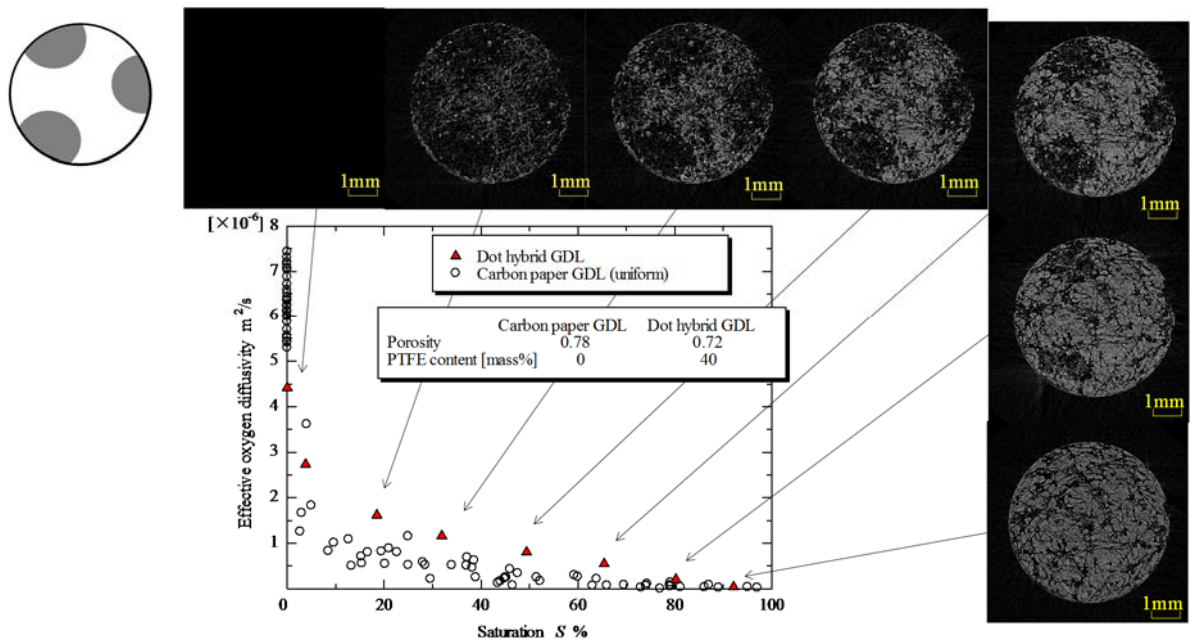 1mm
1mm
1mm
1mm
1mm
1mm
1mm
[×10⁻⁶]
8
7
6
5
4
3
2
1
0
Effective oxygen diffusivity m²/s
Dot hybrid GDL
Carbon paper GDL (uniform)
Carbon paper GDL Dot hybrid GDL
Porosity 0.78 0.72
PTFE content [mass%] 0 40
0 20 40 60 80 100
Saturation S %